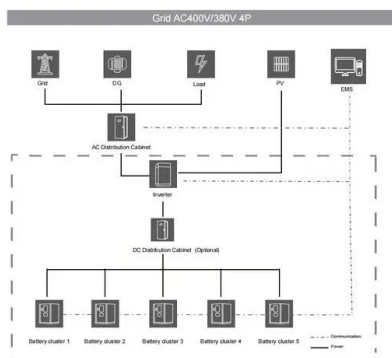 Grid AC400V/380V 4P
Grid
DG
Load
PV
EMS
AC Distribution Cabinet
Inverter
DC Distribution Cabinet (Optional)
Battery cluster 1
Battery cluster 2
Battery cluster 3
Battery cluster 4
Battery cluster 5
Communication
Power